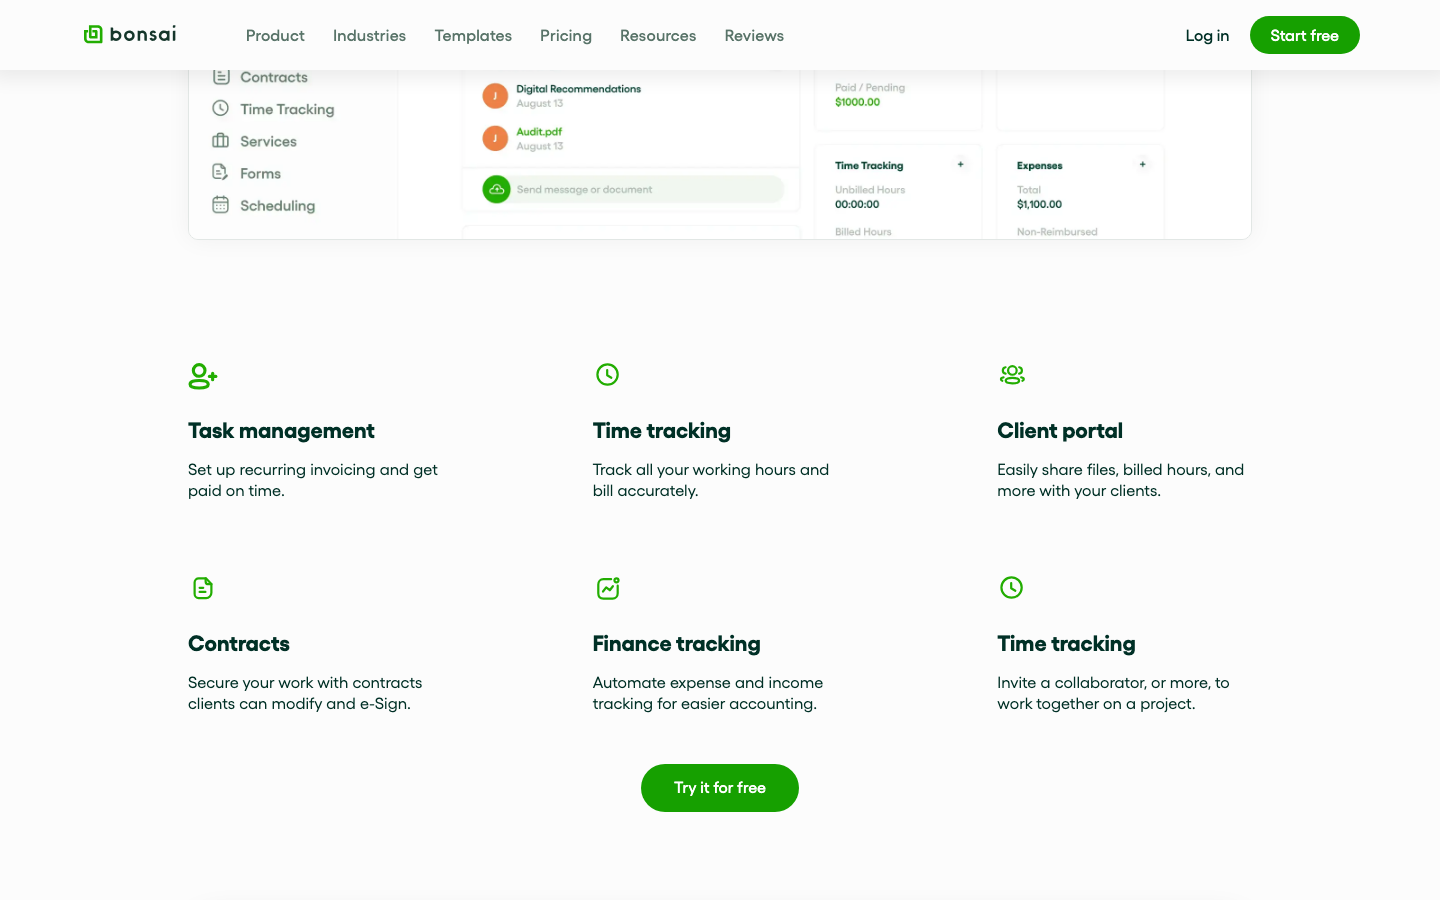 bonsai
Product
Industries
Templates
Pricing
Resources
Reviews
Log in
Start free
Contracts
Time Tracking
Services
Forms
Scheduling
Digital Recommendations
August 13
J
Audit.pdf
August 13
J
Send message or document
Paid / Pending
$1000.00
Time Tracking
+
Unbilled Hours
00:00:00
Billed Hours
Expenses
+
Total
$1,100.00
Non-Reimbursed
Task management
Set up recurring invoicing and get
paid on time.
Time tracking
Track all your working hours and
bill accurately.
Client portal
Easily share files, billed hours, and
more with your clients.
Contracts
Secure your work with contracts
clients can modify and e-Sign.
Finance tracking
Automate expense and income
tracking for easier accounting.
Time tracking
Invite a collaborator, or more, to
work together on a project.
Try it for free